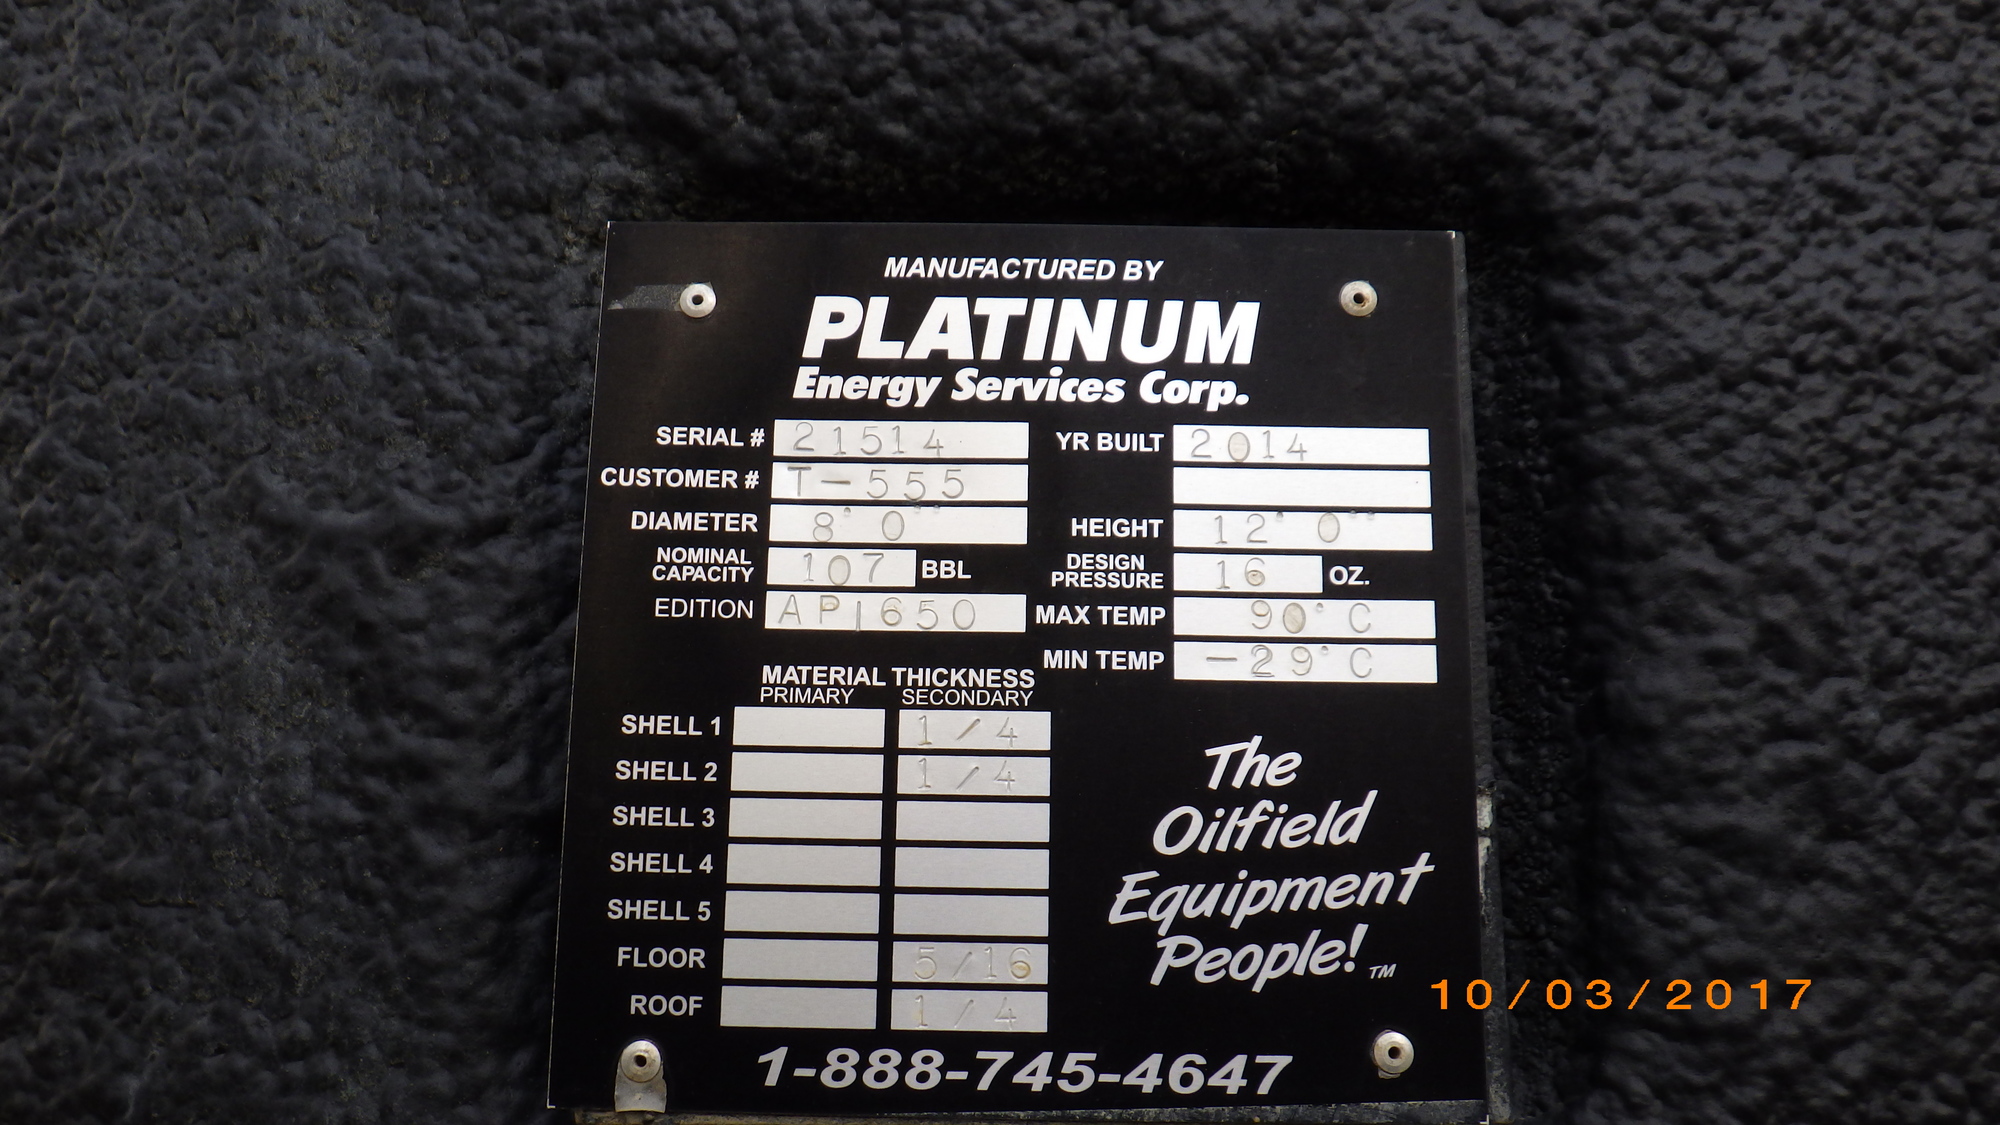 MANUFACTURED BY
PLATINUM
Energy Services Corp.
SERIAL # 21514 YR BUILT 2014
CUSTOMER # T-555
DIAMETER 8' 0" HEIGHT 12' 0"
NOMINAL CAPACITY 107 BBL DESIGN PRESSURE 16 OZ.
EDITION API650 MAX TEMP 90°C
MIN TEMP -29°C
MATERIAL THICKNESS
PRIMARY SECONDARY
SHELL 1 1/4
SHELL 2 1/4
SHELL 3
SHELL 4
SHELL 5
FLOOR 5/16
ROOF 1/4
The
Oilfield
Equipment
People! TM
1-888-745-4647
10/03/2017